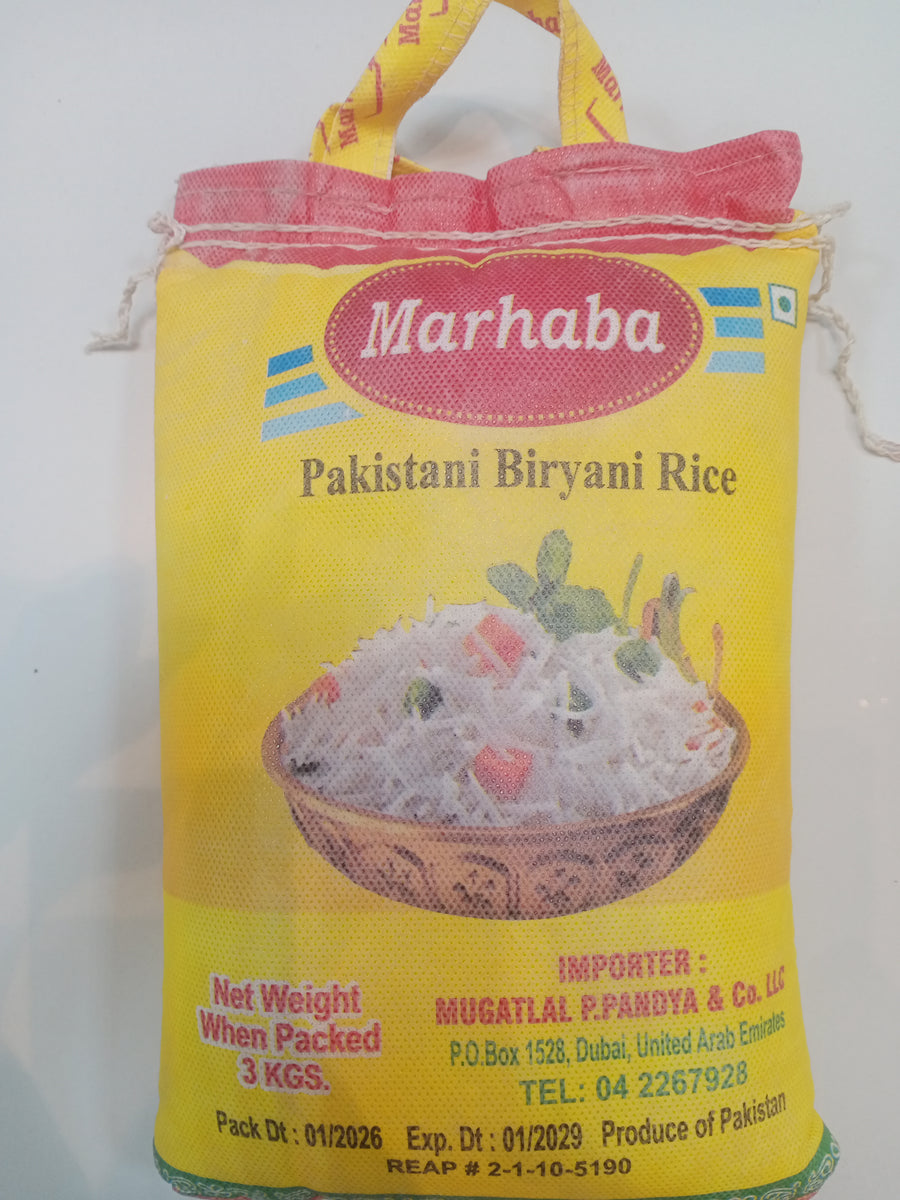 Marhaba
Pakistani Biryani Rice
Net Weight
When Packed
3 KGS.
IMPORTER :
MUGATLAL P.PANDYA & Co. LLC
P.O.Box 1528, Dubai, United Arab Emirates
TEL: 04 2267928
Pack Dt : 01/2026 Exp. Dt : 01/2029 Produce of Pakistan
REAP # 2-1-10-5190